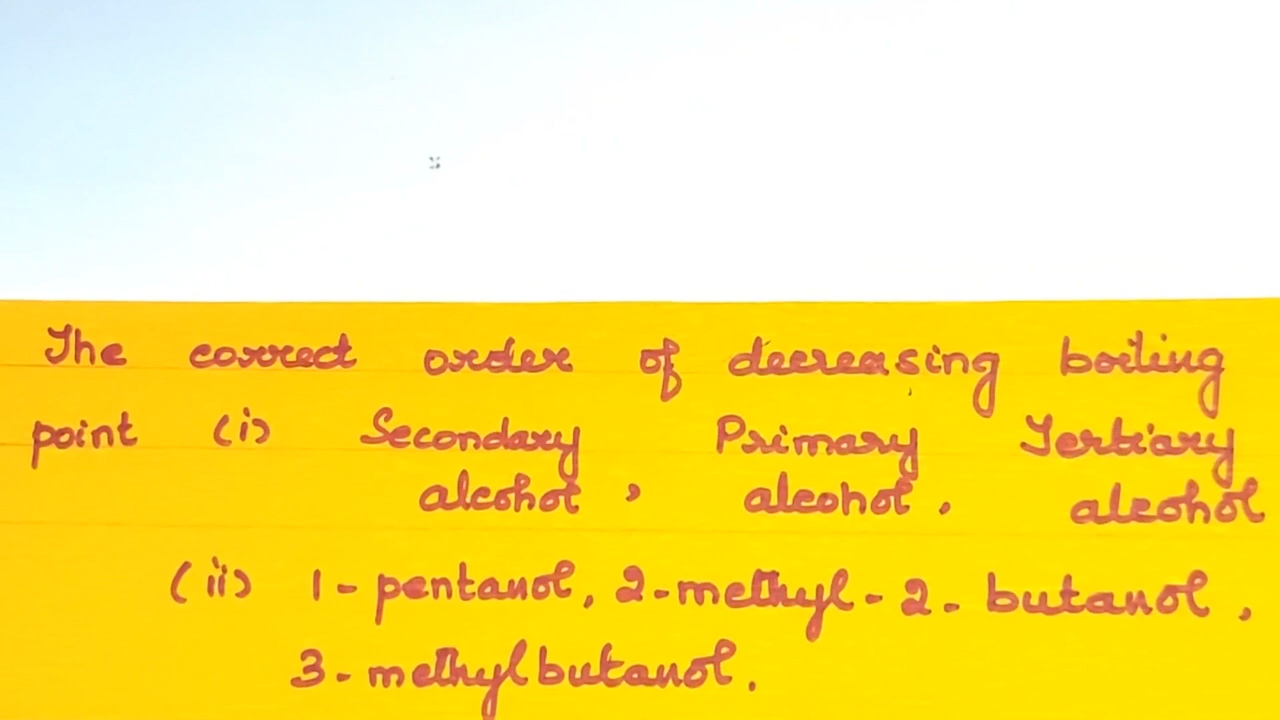 The correct order of decreasing boiling
point (i) Secondary Primary Tertiary
alcohol, alcohol, alcohol
(ii) 1-pentanol, 2-methyl-2-butanol,
3-methylbutanol.